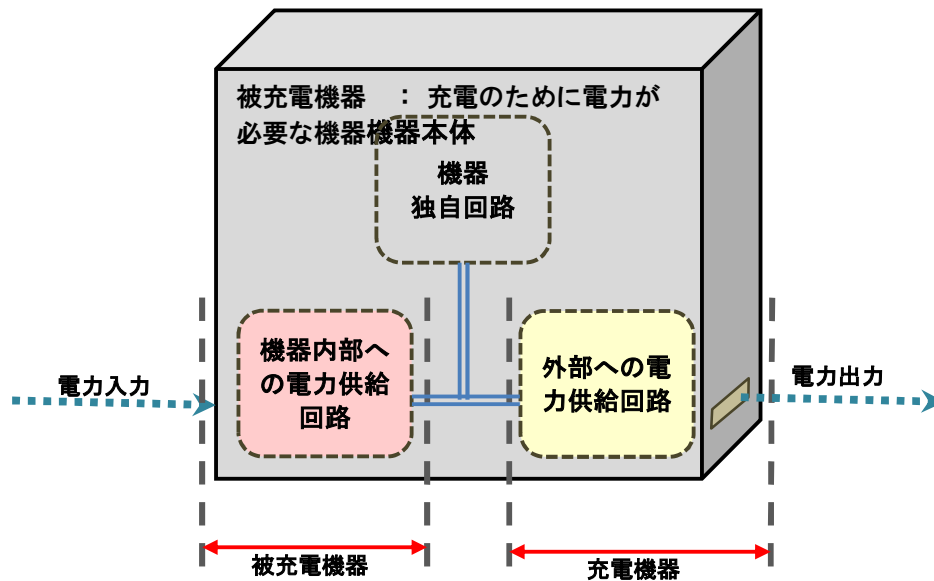 被充電機器　： 充電のために電力が
必要な機器機器本体
機器
独自回路
機器内部へ
の電力供給
回路
外部への電
力供給回路
電力入力
電力出力
被充電機器
充電機器